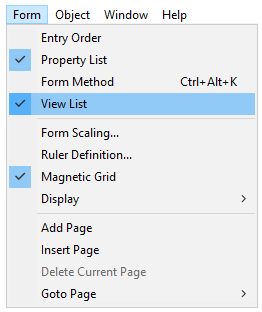 Form Object Window Help
Entry Order
Property List
Form Method Ctrl+Alt+K
View List
Form Scaling...
Ruler Definition...
Magnetic Grid
Display
Add Page
Insert Page
Delete Current Page
Goto Page